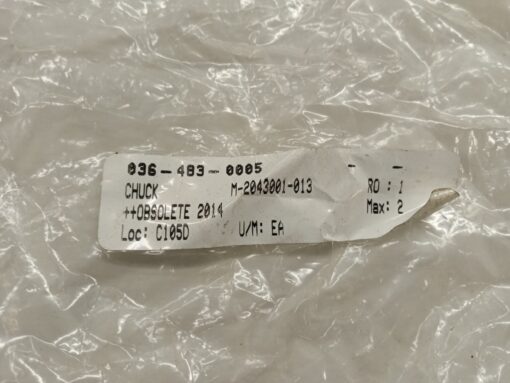 036-483-0005 - -
CHUCK M-2043001-013 RO : 1
++OBSOLETE 2014 Max: 2
Loc: C105D U/M: EA